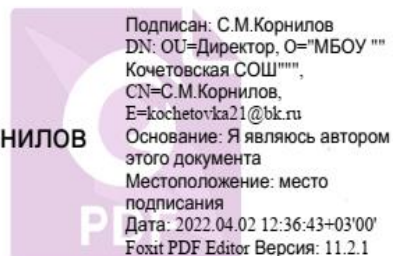 Подписан: С.М.Корнилов
DN: OU=Директор, O="МБОУ ""
Кочетовская СОШ""",
CN=С.М.Корнилов,
E=kochetovka21@bk.ru
нилов
Основание: Я являюсь автором
этого документа
Местоположение: место
подписания
Дата: 2022.04.02 12:36:43+03'00'
Foxit PDF Editor Версия: 11.2.1
PDF